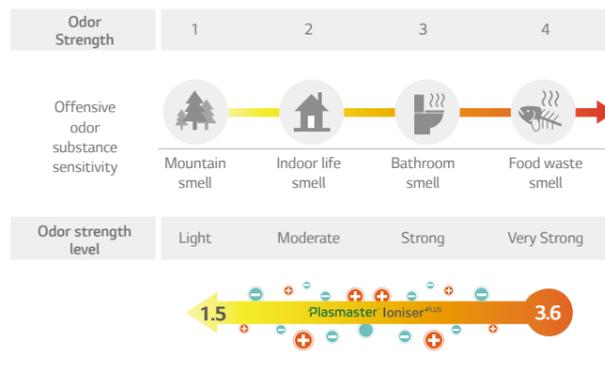 Odor
Strength
1
2
3
4
Offensive
odor
substance
sensitivity
Mountain
smell
Indoor life
smell
Bathroom
smell
Food waste
smell
Odor strength
level
Light
Moderate
Strong
Very Strong
1.5
Plasmaster Ioniser PLUS
3.6